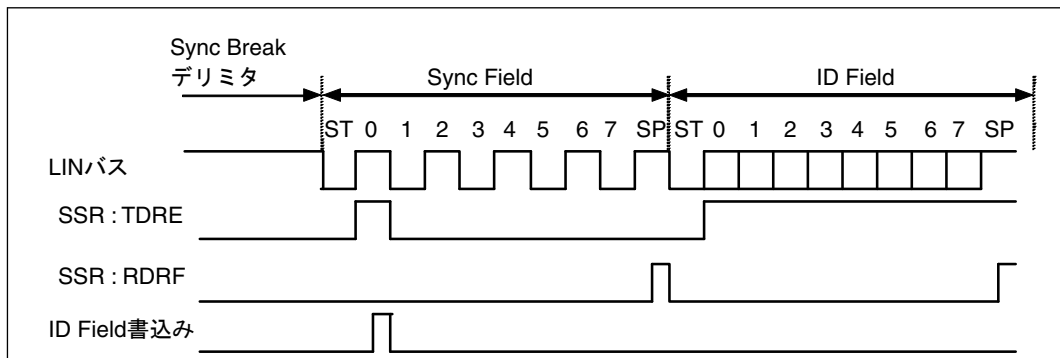 Sync Break
デリミタ
Sync Field
ID Field
ST 0 1 2 3 4 5 6 7 SP ST 0 1 2 3 4 5 6 7 SP
LINバス
SSR : TDRE
SSR : RDRF
ID Field書込み